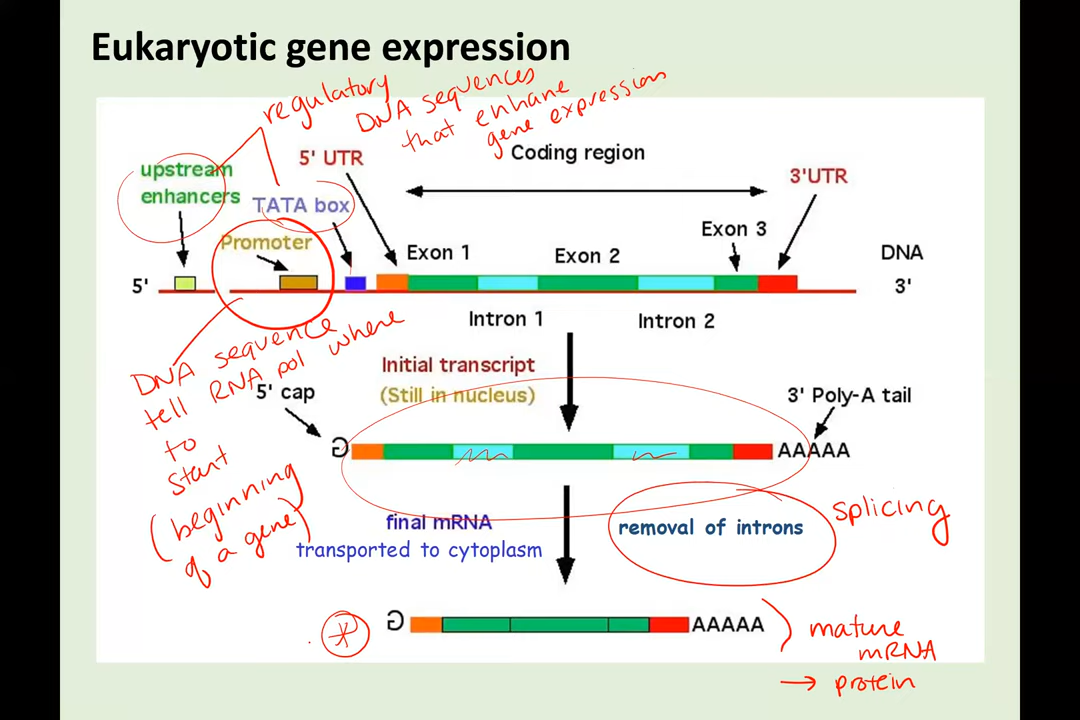 Eukaryotic gene expression
regulatory
DNA sequences
that enhane
gene expression
upstream
enhancers
5' UTR
Coding region
3'UTR
TATA box
Promoter
Exon 1
Exon 2
Exon 3
DNA
5'
3'
Intron 1
Intron 2
DNA sequence
tell RNA pol where
to
start
(beginning
of a gene)
Initial transcript
(Still in nucleus)
5' cap
3' Poly-A tail
G
AAAAA
final mRNA
transported to cytoplasm
removal of introns
splicing
G
AAAAA
mature
mRNA
→ protein